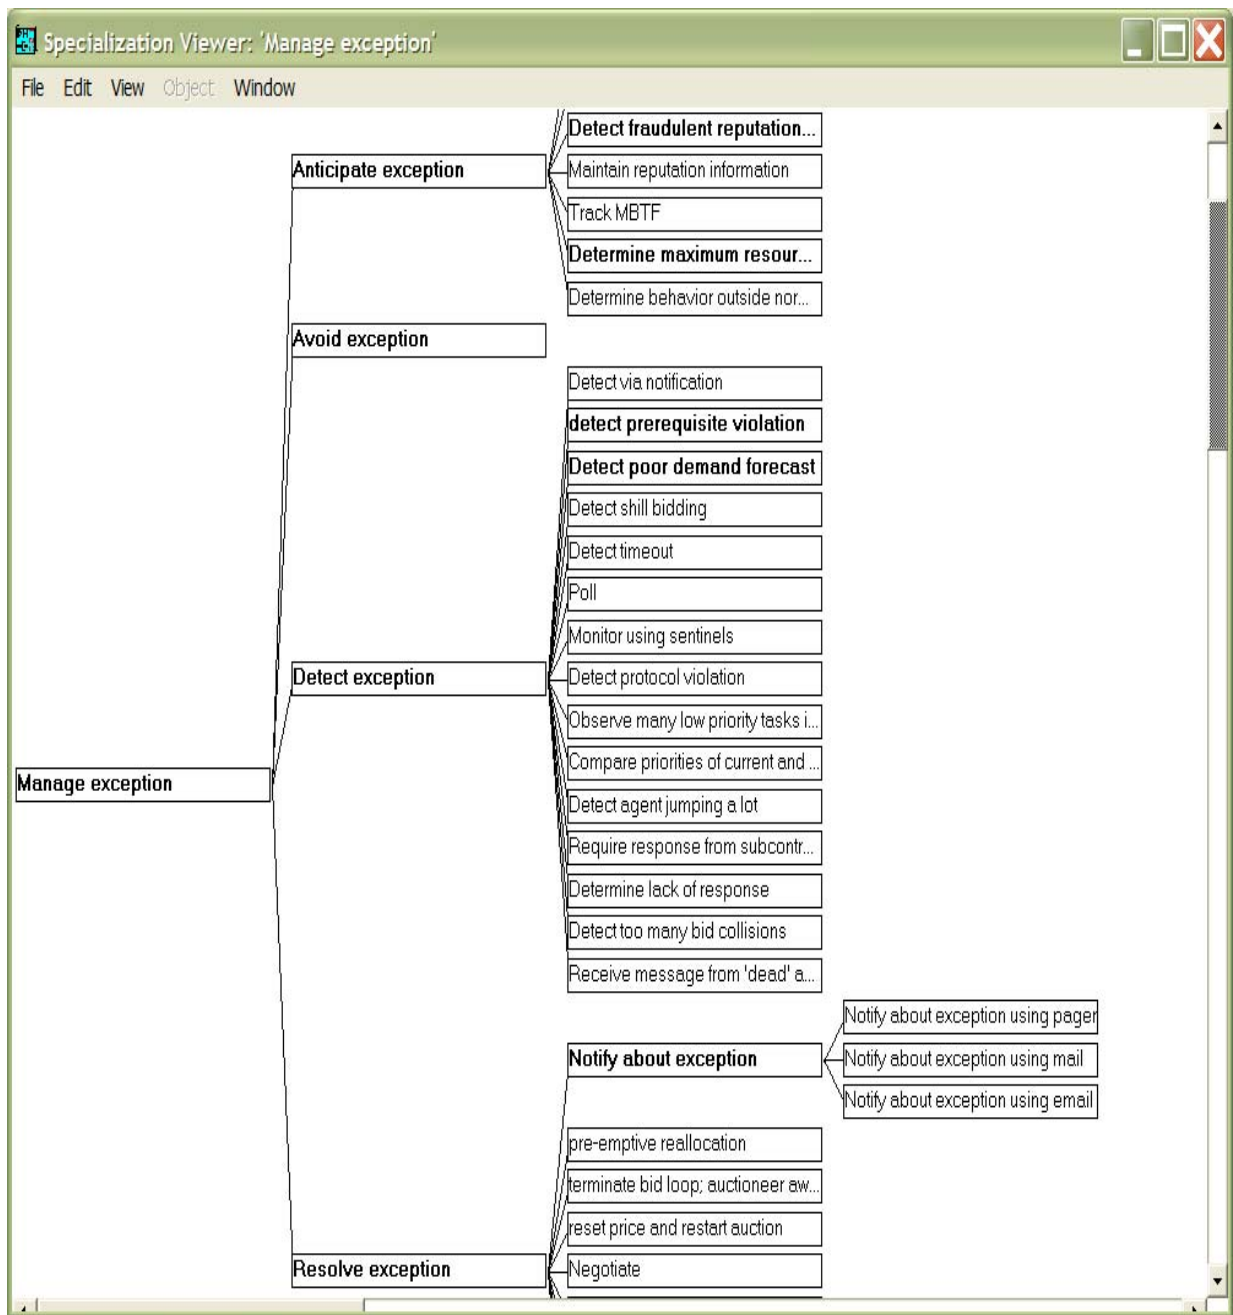 Specialization Viewer: 'Manage exception'
File Edit View Object Window
Detect fraudulent reputation...
Anticipate exception
Maintain reputation information
Track MBTF
Determine maximum resour...
Determine behavior outside nor...
Avoid exception
Detect via notification
detect prerequisite violation
Detect poor demand forecast
Detect shill bidding
Detect timeout
Poll
Monitor using sentinels
Detect exception
Detect protocol violation
Observe many low priority tasks i...
Compare priorities of current and ...
Manage exception
Detect agent jumping a lot
Require response from subcontr...
Determine lack of response
Detect too many bid collisions
Receive message from 'dead' a...
Notify about exception using pager
Notify about exception
Notify about exception using mail
Notify about exception using email
pre-emptive reallocation
terminate bid loop; auctioneer aw...
reset price and restart auction
Resolve exception
Negotiate